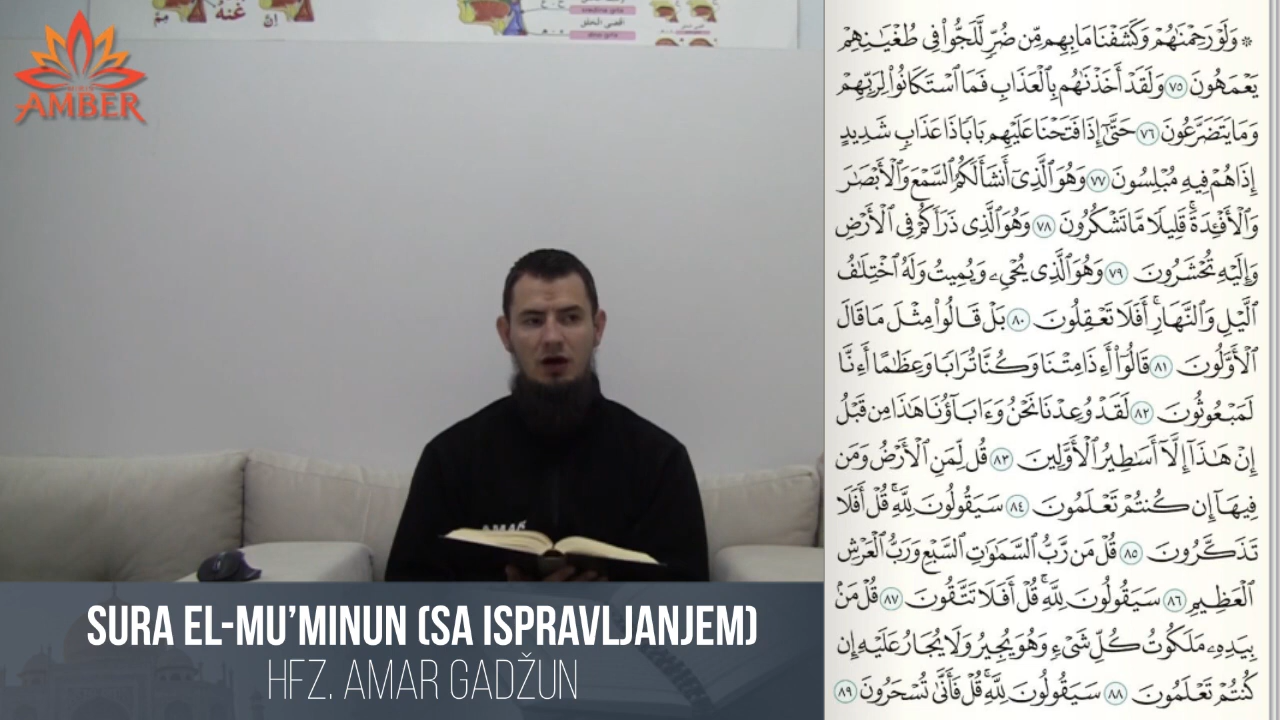 غنه
إنّ
مِمّ
أقصى الحلق
AMBER
۞ وَلَوْ رَحِمْنَٰهُمْ وَكَشَفْنَا مَا بِهِم مِّن ضُرٍّ لَّلَجُّوا۟ فِى طُغْيَٰنِهِمْ
يَعْمَهُونَ ٧٥ وَلَقَدْ أَخَذْنَٰهُم بِٱلْعَذَابِ فَمَا ٱسْتَكَانُوا۟ لِرَبِّهِمْ
وَمَا يَتَضَرَّعُونَ ٧٦ حَتَّىٰٓ إِذَا فَتَحْنَا عَلَيْهِم بَابًا ذَا عَذَابٍ شَدِيدٍ
إِذَا هُمْ فِيهِ مُبْلِسُونَ ٧٧ وَهُوَ ٱلَّذِىٓ أَنشَأَ لَكُمُ ٱلسَّمْعَ وَٱلْأَبْصَٰرَ
وَٱلْأَفْـِٔدَةَ ۚ قَلِيلًا مَّا تَشْكُرُونَ ٧٨ وَهُوَ ٱلَّذِى ذَرَأَكُمْ فِى ٱلْأَرْضِ
وَإِلَيْهِ تُحْشَرُونَ ٧٩ وَهُوَ ٱلَّذِى يُحْىِۦ وَيُمِيتُ وَلَهُ ٱخْتِلَٰفُ
ٱلَّيْلِ وَٱلنَّهَارِ ۚ أَفَلَا تَعْقِلُونَ ٨٠ بَلْ قَالُوا۟ مِثْلَ مَا قَالَ
ٱلْأَوَّلُونَ ٨١ قَالُوٓا۟ أَءِذَا مِتْنَا وَكُنَّا تُرَابًا وَعِظَٰمًا أَءِنَّا
لَمَبْعُوثُونَ ٨٢ لَقَدْ وُعِدْنَا نَحْنُ وَءَابَآؤُنَا هَٰذَا مِن قَبْلُ
إِنْ هَٰذَآ إِلَّآ أَسَٰطِيرُ ٱلْأَوَّلِينَ ٨٣ قُل لِّمَنِ ٱلْأَرْضُ وَمَن
فِيهَآ إِن كُنتُمْ تَعْلَمُونَ ٨٤ سَيَقُولُونَ لِلَّهِ ۚ قُلْ أَفَلَا
تَذَكَّرُونَ ٨٥ قُلْ مَن رَّبُّ ٱلسَّمَٰوَٰتِ ٱلسَّبْعِ وَرَبُّ ٱلْعَرْشِ
ٱلْعَظِيمِ ٨٦ سَيَقُولُونَ لِلَّهِ ۚ قُلْ أَفَلَا تَتَّقُونَ ٨٧ قُلْ مَنۢ
بِيَدِهِۦ مَلَكُوتُ كُلِّ شَىْءٍ وَهُوَ يُجِيرُ وَلَا يُجَارُ عَلَيْهِ إِن
كُنتُمْ تَعْلَمُونَ ٨٨ سَيَقُولُونَ لِلَّهِ ۚ قُلْ فَأَنَّىٰ تُسْحَرُونَ ٨٩
SURA EL-MU'MINUN (SA ISPRAVLJANJEM)
HFZ. AMAR GADŽUN